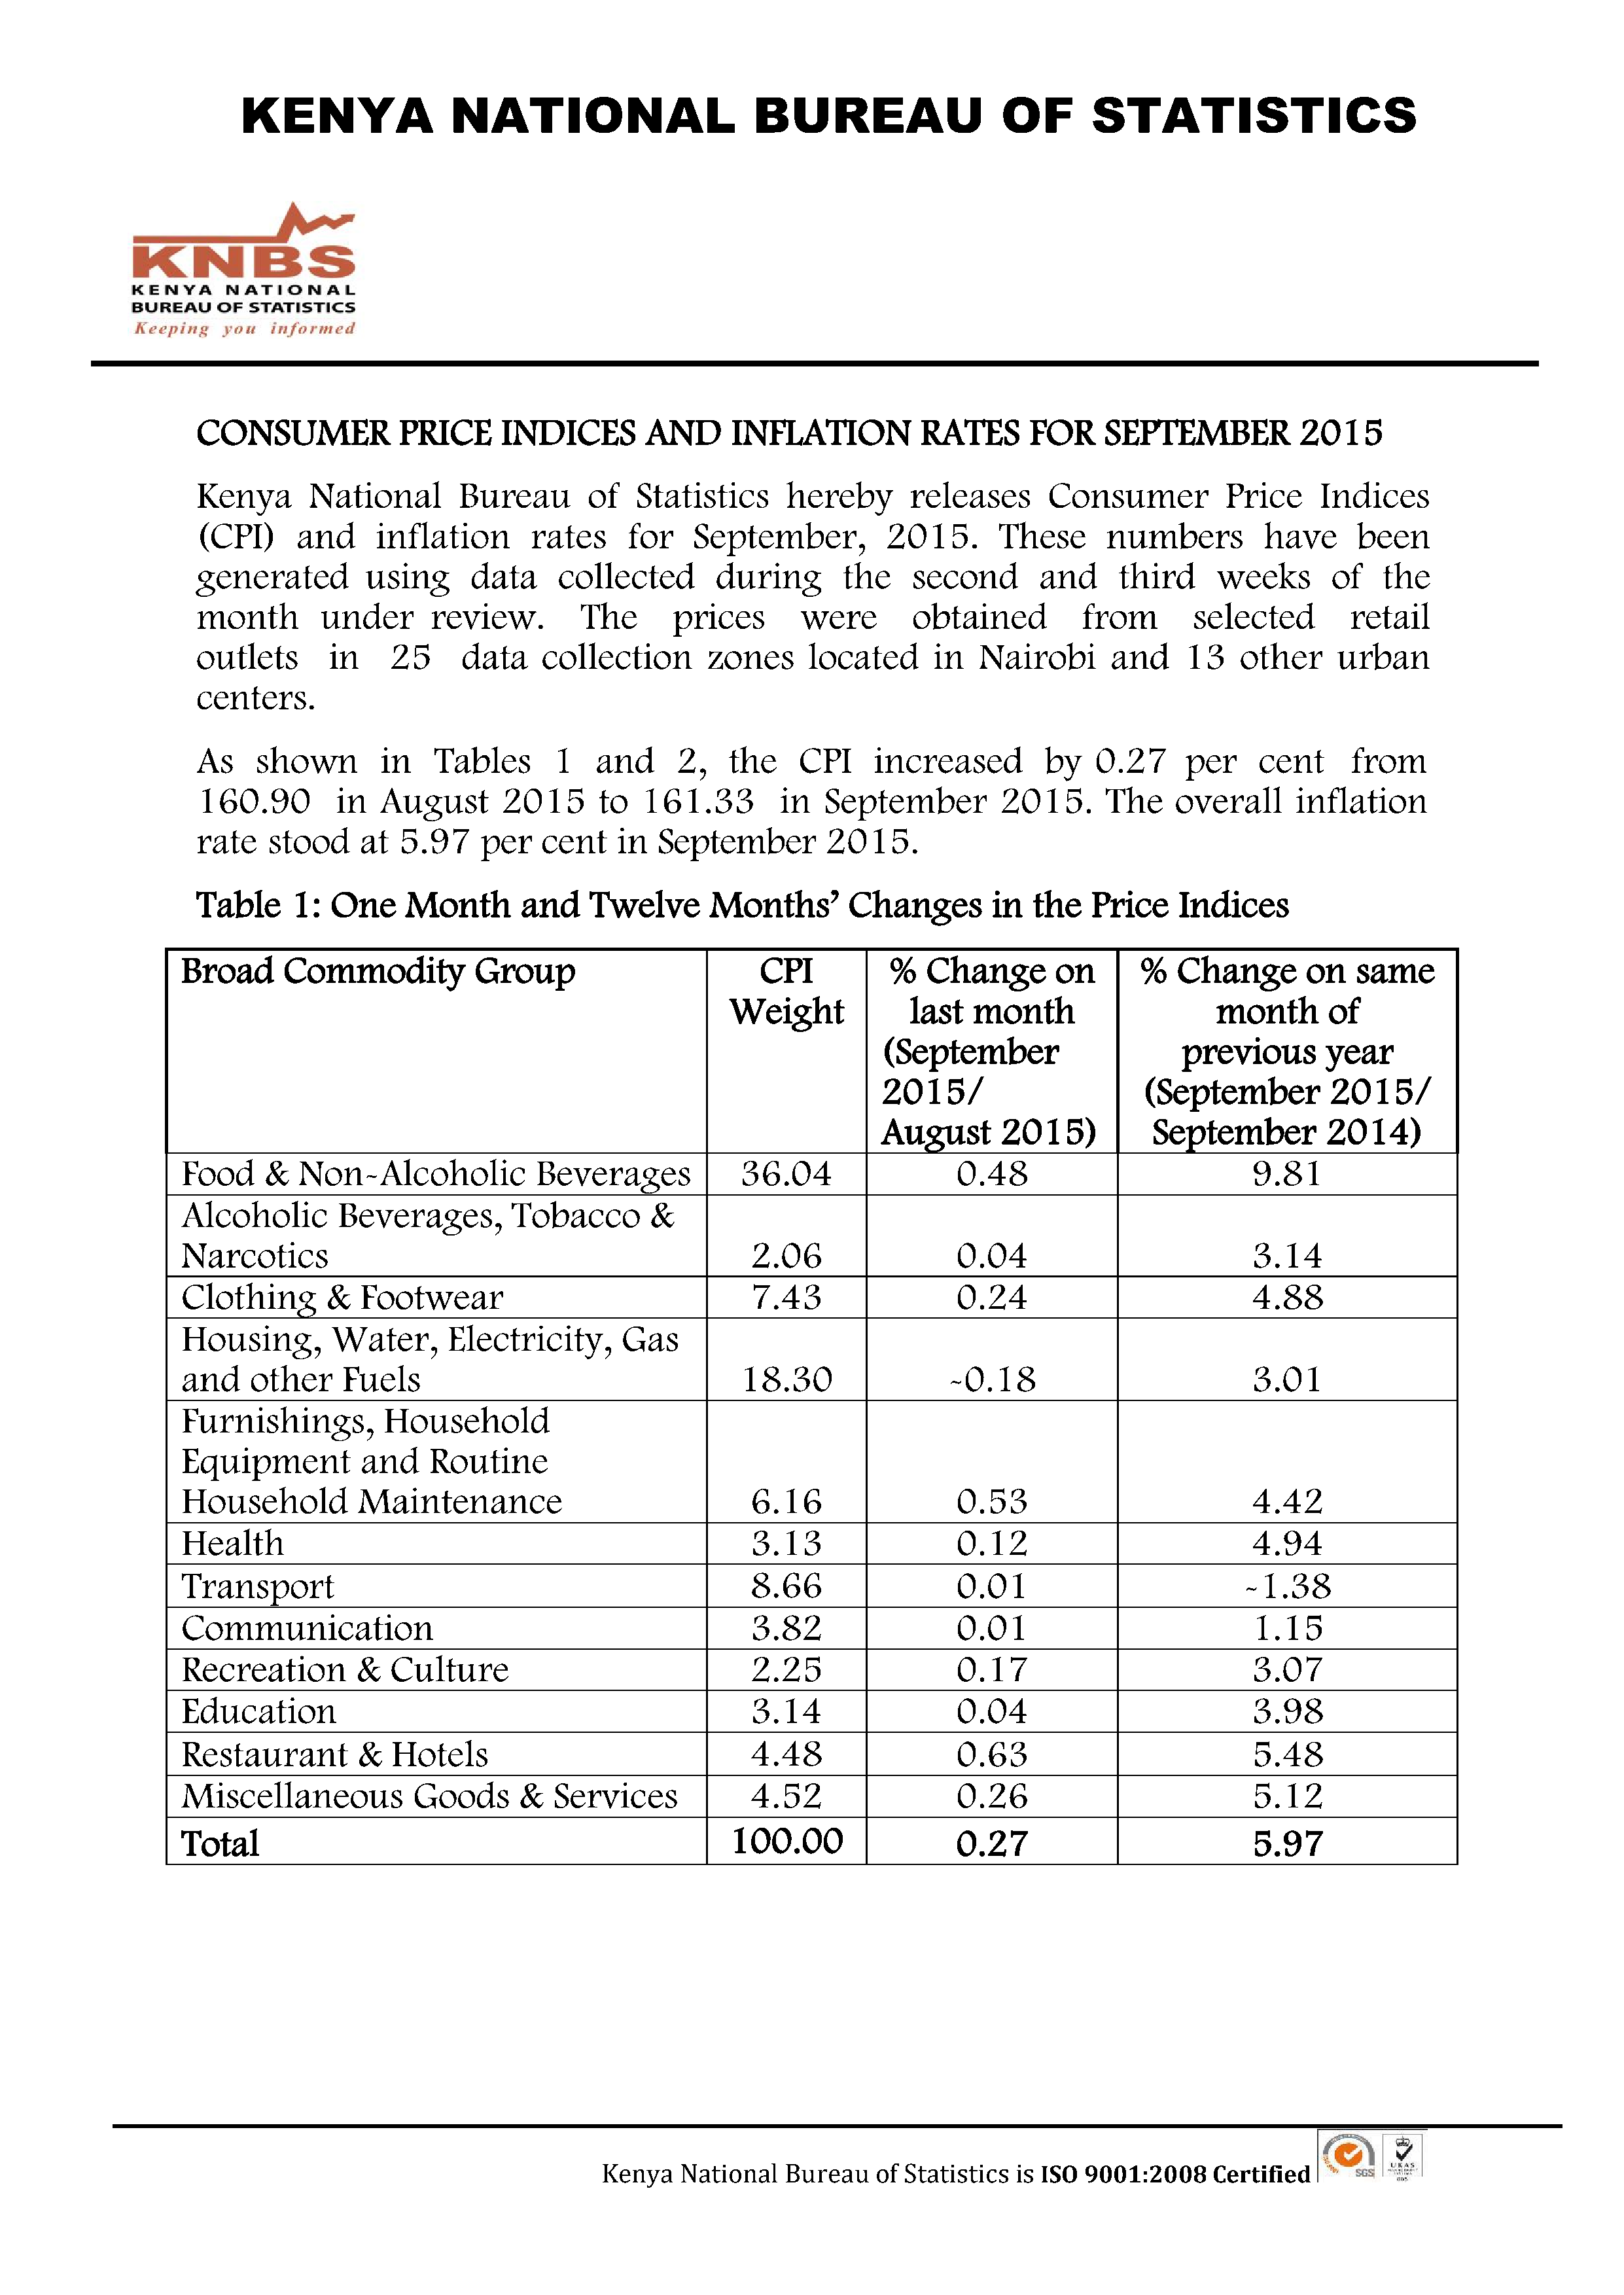 KENYA NATIONAL BUREAU OF STATISTICS
KNBS
KENYA NATIONAL
BUREAU OF STATISTICS
Keeping you informed
CONSUMER PRICE INDICES AND INFLATION RATES FOR SEPTEMBER 2015
Kenya National Bureau of Statistics hereby releases Consumer Price Indices
(CPI) and inflation rates for September, 2015. These numbers have been
generated using data collected during the second and third weeks of the
month under review. The prices were obtained from selected retail
outlets in 25 data collection zones located in Nairobi and 13 other urban
centers.
As shown in Tables 1 and 2, the CPI increased by 0.27 per cent from
160.90 in August 2015 to 161.33 in September 2015. The overall inflation
rate stood at 5.97 per cent in September 2015.
Table 1: One Month and Twelve Months’ Changes in the Price Indices
Broad Commodity Group CPI % Change on % Change on same
Weight last month month of
(September previous year
2015/ (September 2015/
August 2015) September 2014)
Food & Non-Alcoholic Beverages 36.04 0.48 9.81
Alcoholic Beverages, Tobacco &
Narcotics 2.06 0.04 3.14
Clothing & Footwear 7.43 0.24 4.88
Housing, Water, Electricity, Gas
and other Fuels 18.30 -0.18 3.01
Furnishings, Household
Equipment and Routine
Household Maintenance 6.16 0.53 4.42
Health 3.13 0.12 4.94
Transport 8.66 0.01 -1.38
Communication 3.82 0.01 1.15
Recreation & Culture 2.25 0.17 3.07
Education 3.14 0.04 3.98
Restaurant & Hotels 4.48 0.63 5.48
Miscellaneous Goods & Services 4.52 0.26 5.12
Total 100.00 0.27 5.97
Kenya National Bureau of Statistics is ISO 9001:2008 Certified
SGS
UKAS